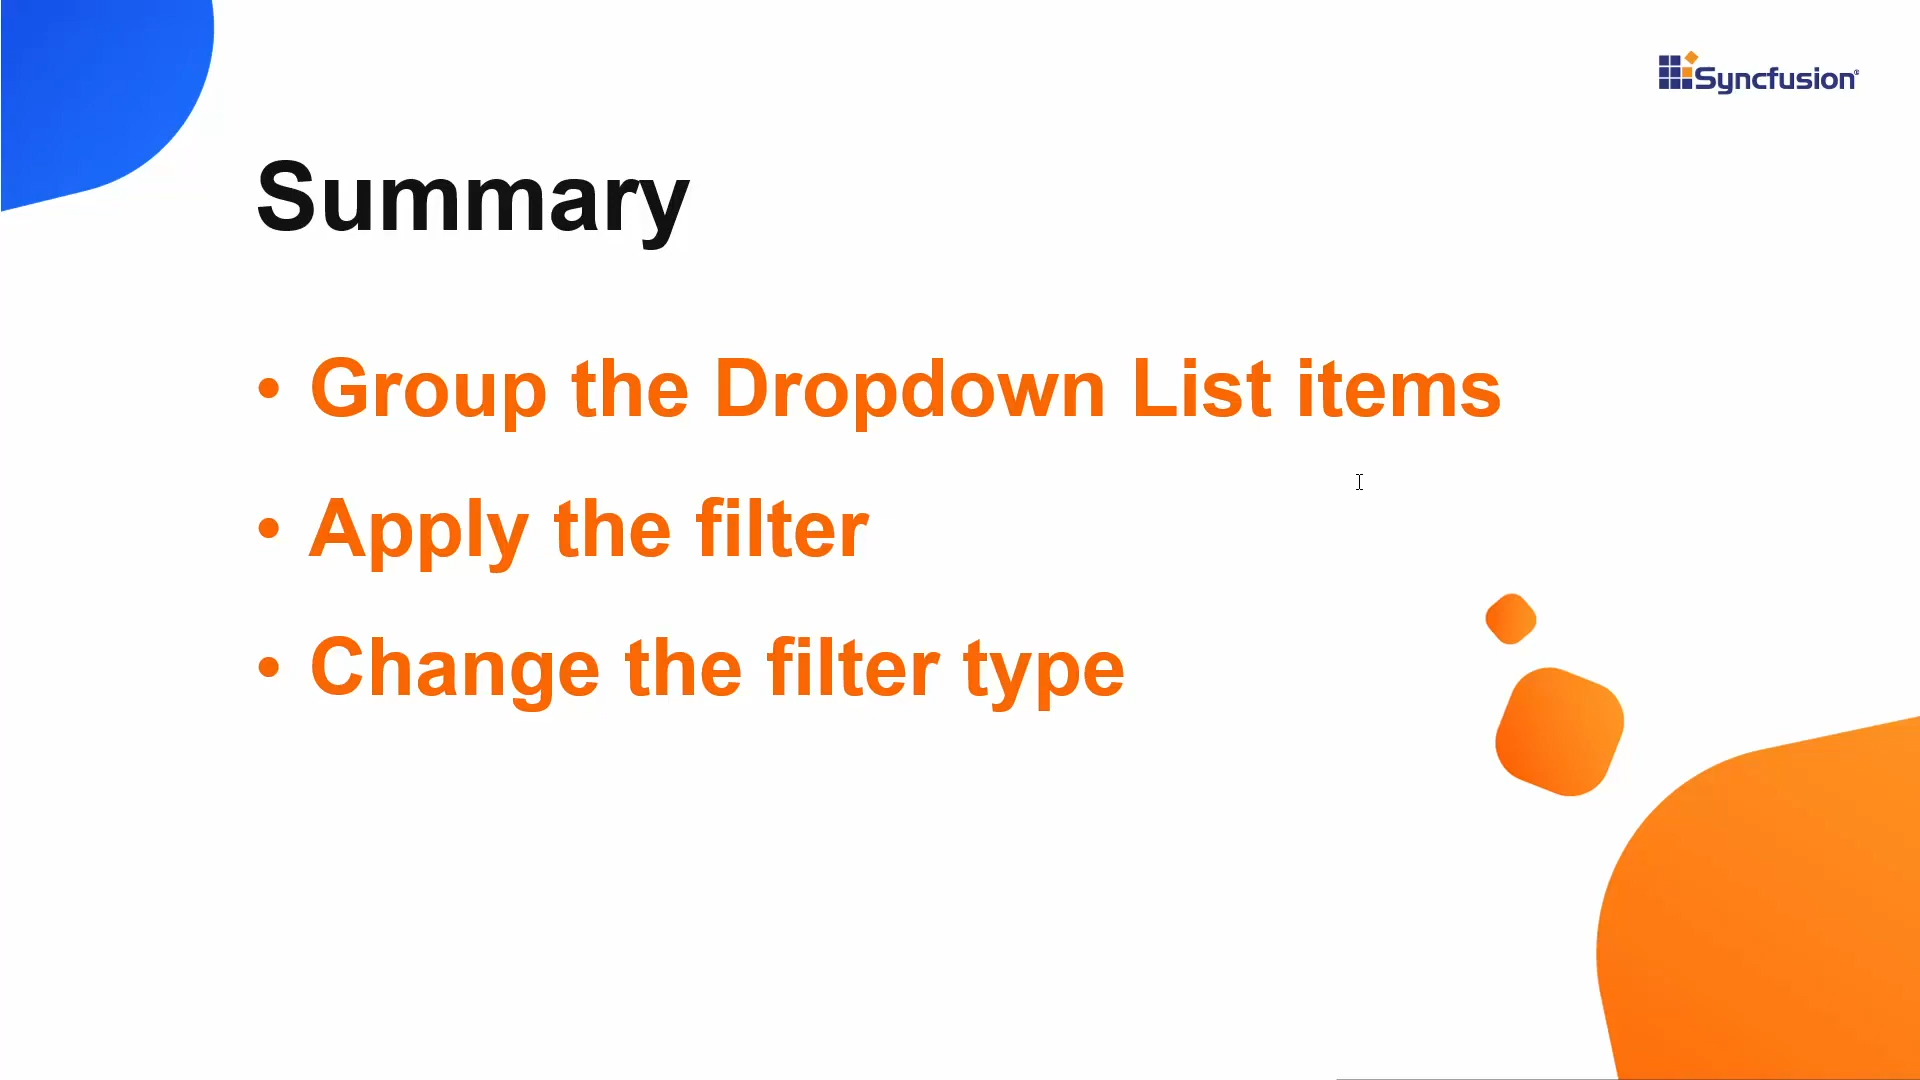 Syncfusion®
Summary
• Group the Dropdown List items
• Apply the filter
• Change the filter type